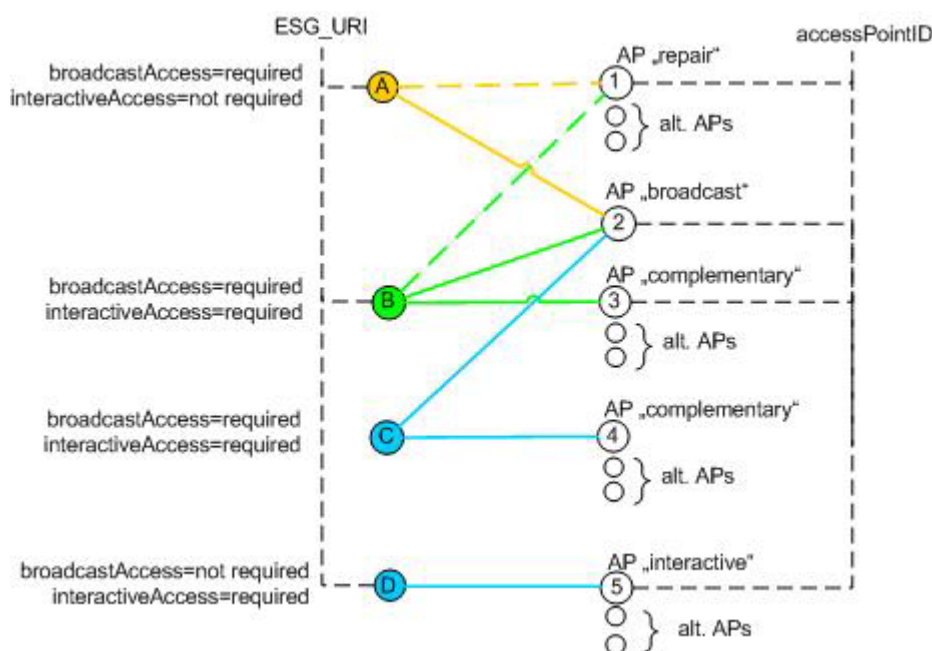 ESG_URI
accessPointID
broadcastAccess=required
interactiveAccess=not required
A
AP „repair“
1
alt. APs
AP „broadcast“
2
broadcastAccess=required
interactiveAccess=required
B
AP „complementary“
3
alt. APs
broadcastAccess=required
interactiveAccess=required
C
AP „complementary“
4
alt. APs
broadcastAccess=not required
interactiveAccess=required
D
AP „interactive“
5
alt. APs